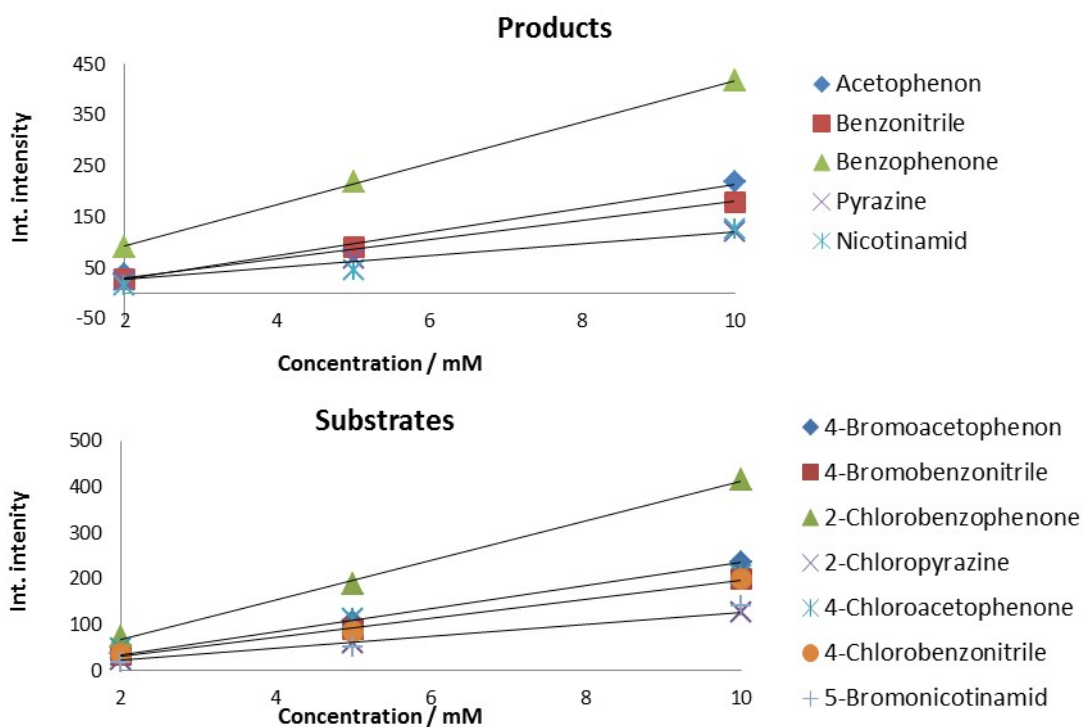 Products
450
350
250
150
50
-50
Int. intensity
2 4 6 8 10
Concentration / mM
Acetophenon
Benzonitrile
Benzophenone
Pyrazine
Nicotinamid
Substrates
500
400
300
200
100
0
Int. intenity
2 4 6 8 10
Concentration / mM
4-Bromoacetophenon
4-Bromobenzonitrile
2-Chlorobenzophenone
2-Chloropyrazine
4-Chloroacetophenone
4-Chlorobenzonitrile
5-Bromonicotinamid